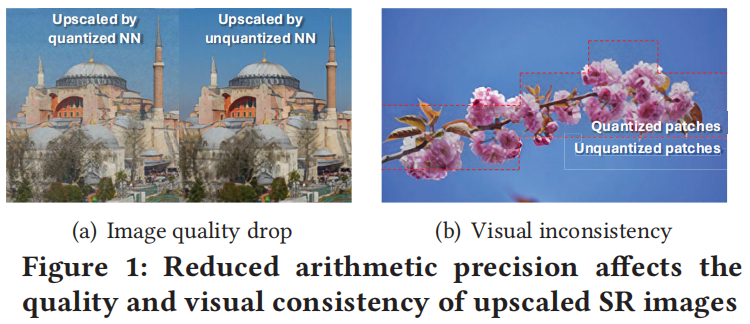 Upscaled by
quantized NN
Upscaled by
unquantized NN
Quantized patches
Unquantized patches
(a) Image quality drop
(b) Visual inconsistency
Figure 1: Reduced arithmetic precision affects the
quality and visual consistency of upscaled SR images